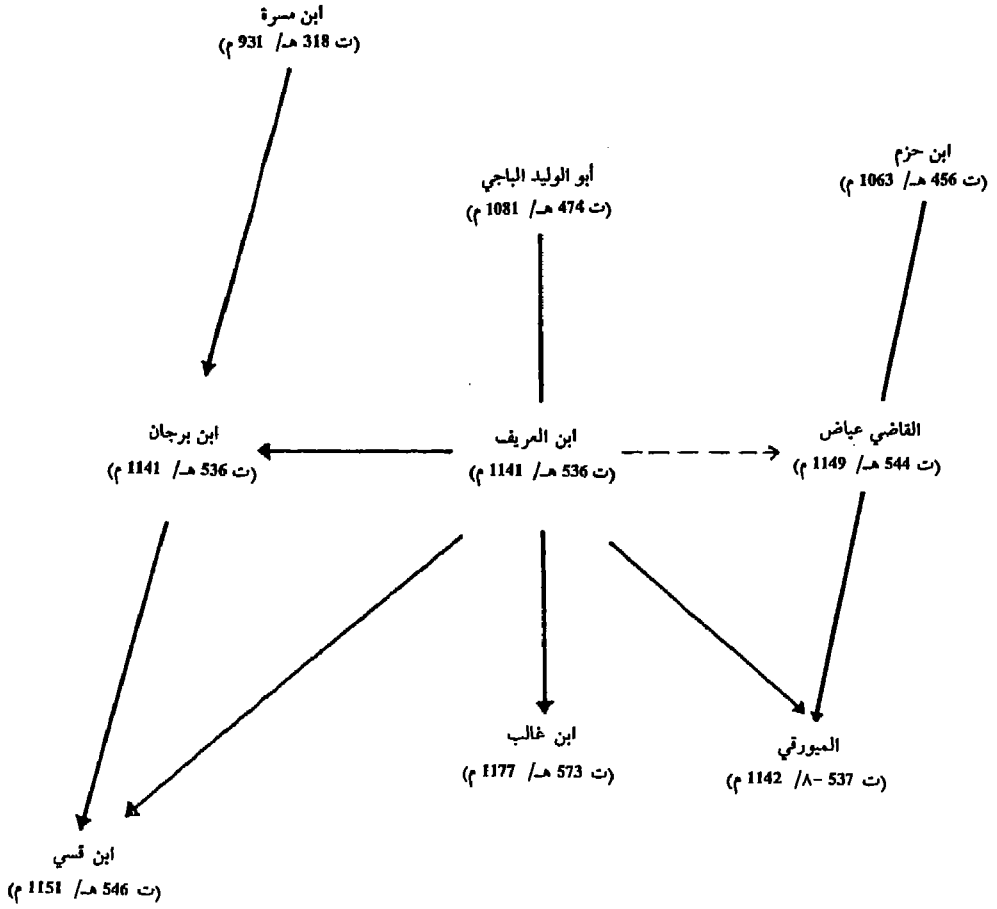 ابن مسرة
(ت 318 هـ/ 931 م)
ابن حزم
(ت 456 هـ/ 1063 م)
أبو الوليد الباجي
(ت 474 هـ/ 1081 م)
القاضي عياض
(ت 544 هـ/ 1149 م)
ابن العريف
(ت 536 هـ/ 1141 م)
ابن برجان
(ت 536 هـ/ 1141 م)
الميورقي
(ت 537 –٨/ 1142 م)
ابن غالب
(ت 573 هـ/ 1177 م)
ابن قسي
(ت 546 هـ/ 1151 م)